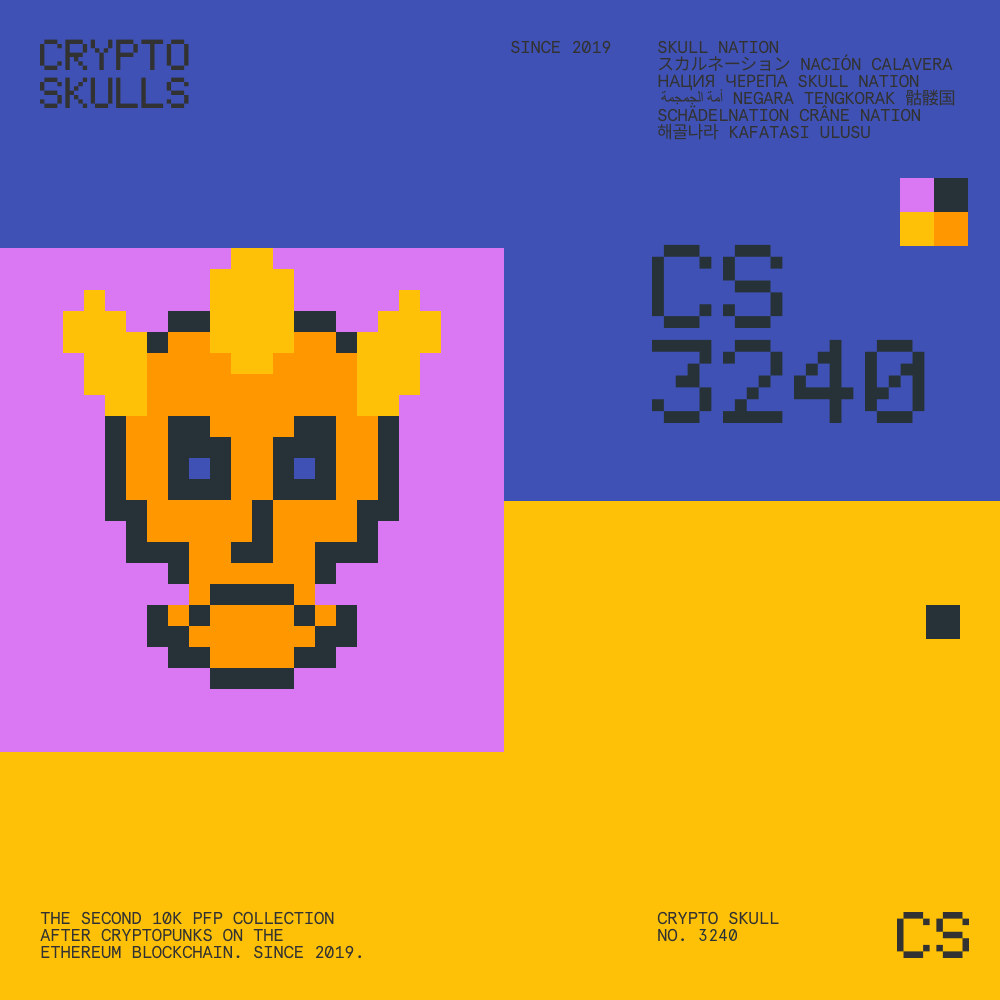 CRYPTO
SKULLS
SINCE 2019
SKULL NATION
スカルネーション NACIÓN CALAVERA
НАЦИЯ ЧЕРЕПА SKULL NATION
أمة الجمجمة NEGARA TENGKORAK 骷髅国
SCHÄDELNATION CRÂNE NATION
해골나라 KAFATASI ULUSU
CS
3240
THE SECOND 10K PFP COLLECTION
AFTER CRYPTOPUNKS ON THE
ETHEREUM BLOCKCHAIN. SINCE 2019.
CRYPTO SKULL
NO. 3240
CS